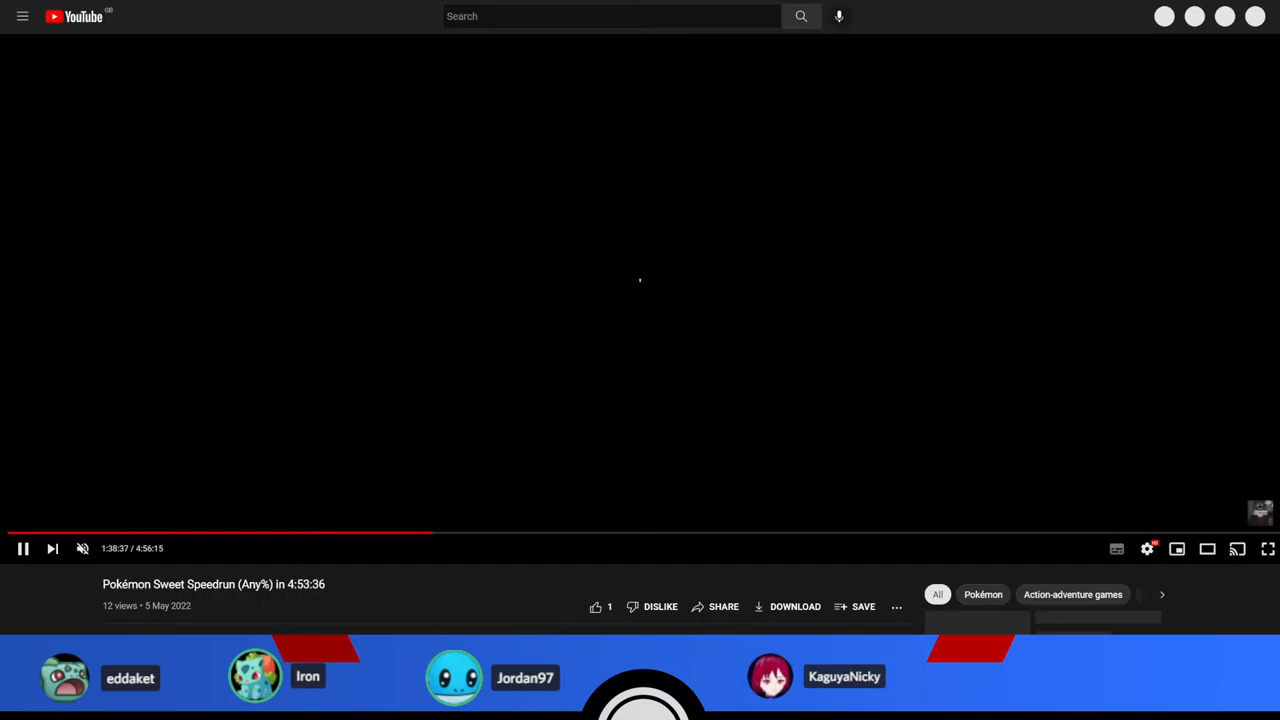 YouTube GB
Search
1:38:37 / 4:56:15
HD
Pokémon Sweet Speedrun (Any%) in 4:53:36
12 views • 5 May 2022
1
DISLIKE
SHARE
DOWNLOAD
SAVE
All
Pokémon
Action-adventure games
eddaket
Iron
Jordan97
KaguyaNicky